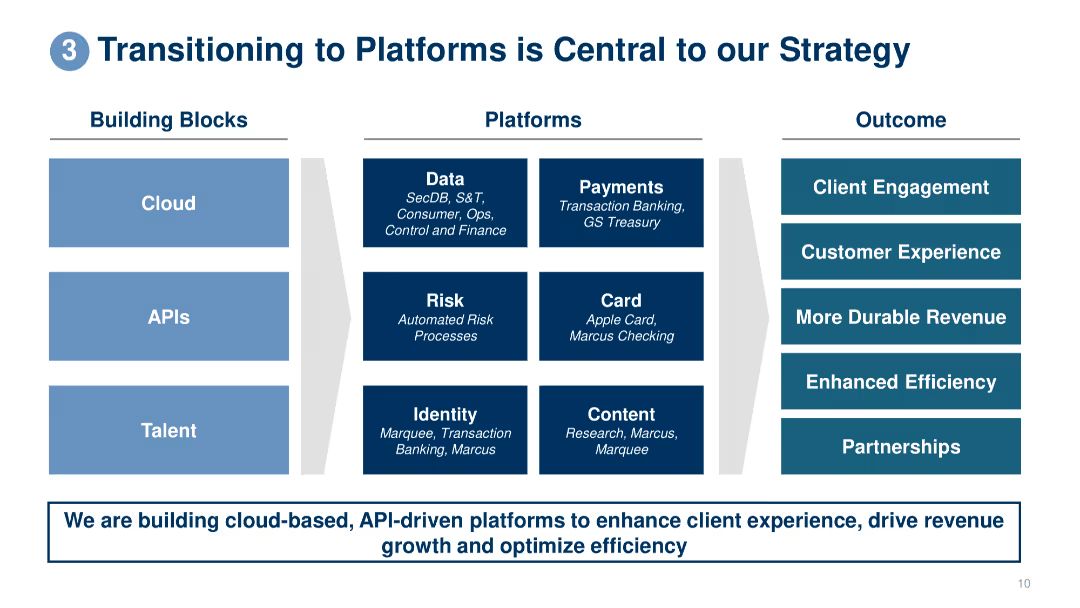 3 Transitioning to Platforms is Central to our Strategy
Building Blocks
Cloud
APIs
Talent
Platforms
Data
SecDB, S&T,
Consumer, Ops,
Control and Finance
Payments
Transaction Banking,
GS Treasury
Risk
Automated Risk
Processes
Card
Apple Card,
Marcus Checking
Identity
Marquee, Transaction
Banking, Marcus
Content
Research, Marcus,
Marquee
Outcome
Client Engagement
Customer Experience
More Durable Revenue
Enhanced Efficiency
Partnerships
We are building cloud-based, API-driven platforms to enhance client experience, drive revenue
growth and optimize efficiency
10